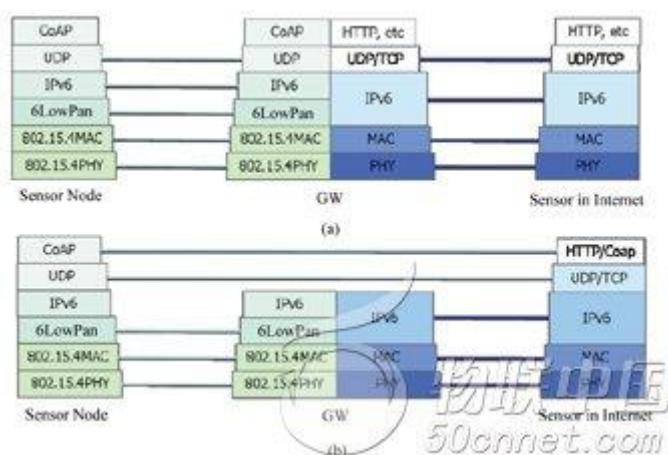 CoAP CoAP HTTP, etc HTTP, etc
UDP UDP UDP/TCP UDP/TCP
IPv6 IPv6 IPv6 IPv6
6LowPan 6LowPan
802.15.4MAC 802.15.4MAC MAC MAC
802.15.4PHY 802.15.4PHY PHY PHY
Sensor Node GW Sensor in Internet
(a)
CoAP HTTP/Coap
UDP UDP/TCP
IPv6 IPv6 IPv6 IPv6
6LowPan 6LowPan
802.15.4MAC 802.15.4MAC MAC MAC
802.15.4PHY 802.15.4PHY PHY PHY
Sensor Node GW Sensor in Internet
(b)
物联中国
50cnnet.com